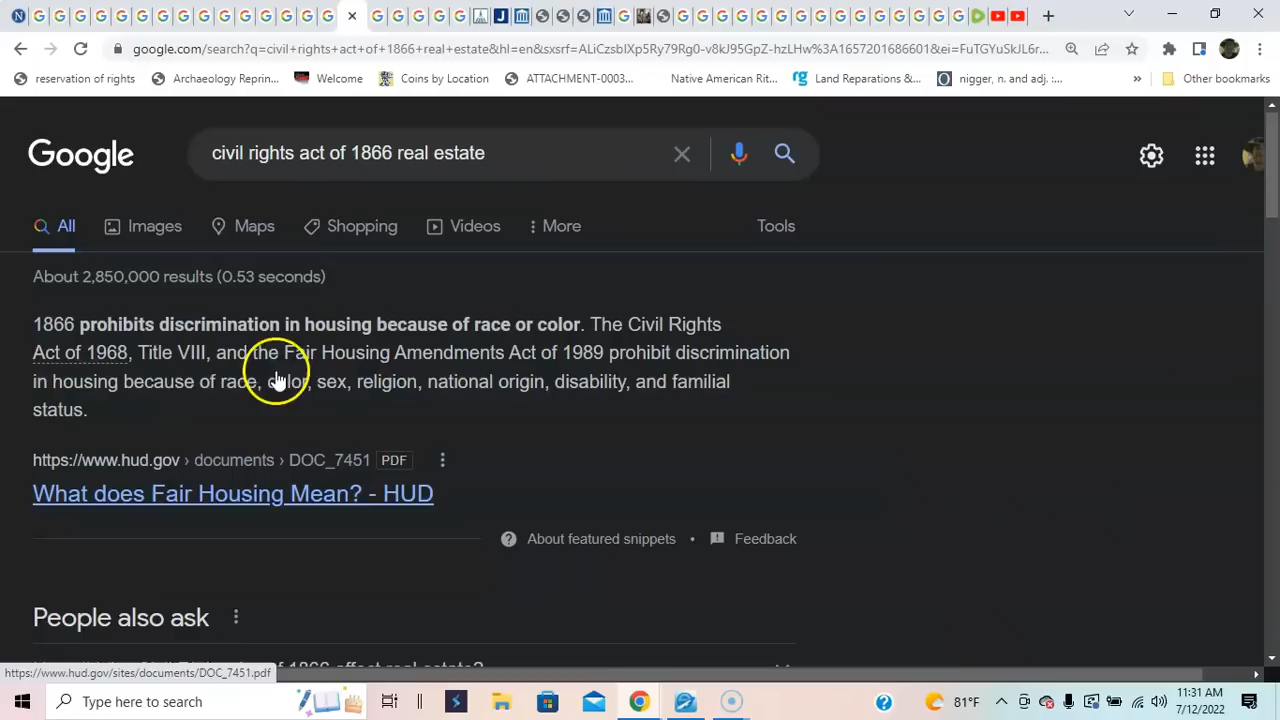 google.com/search?q=civil+rights+act+of+1866+real+estate&hl=en&sxsrf=ALiCzsbIXp5Ry79Rg0-v8kJ95GpZ-hzLHw%3A1657201686601&ei=FuTGYuSkJL6r...
reservation of rights Archaeology Reprin... Welcome Coins by Location ATTACHMENT-0003... Native American Rit... Land Reparations &... nigger, n. and adj. :... » Other bookmarks
Google civil rights act of 1866 real estate
All Images Maps Shopping Videos More Tools
About 2,850,000 results (0.53 seconds)
1866 prohibits discrimination in housing because of race or color. The Civil Rights
Act of 1968, Title VIII, and the Fair Housing Amendments Act of 1989 prohibit discrimination
in housing because of race, color, sex, religion, national origin, disability, and familial
status.
https://www.hud.gov › documents › DOC_7451 PDF
What does Fair Housing Mean? - HUD
About featured snippets • Feedback
People also ask
of 1866 affect real estate?
https://www.hud.gov/sites/documents/DOC_7451.pdf
Type here to search 81°F 11:31 AM
7/12/2022